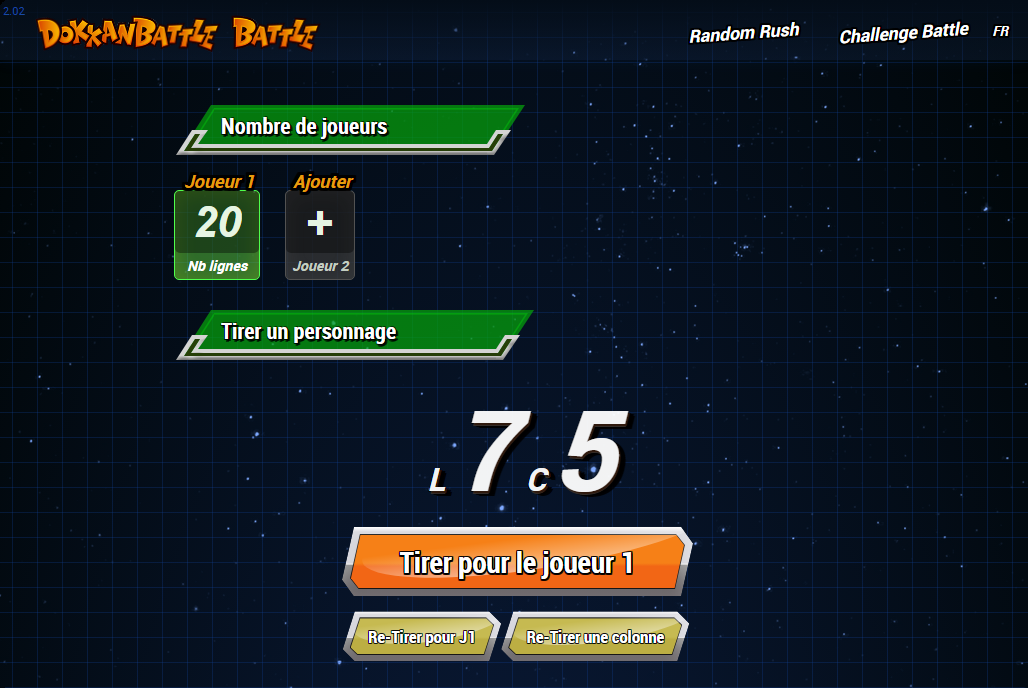 2.02
DOKKANBATTLE BATTLE
Random Rush
Challenge Battle
FR
Nombre de joueurs
Joueur 1
Ajouter
20
+
Nb lignes
Joueur 2
Tirer un personnage
L 7 C 5
Tirer pour le joueur 1
Re-Tirer pour J1
Re-Tirer une colonne